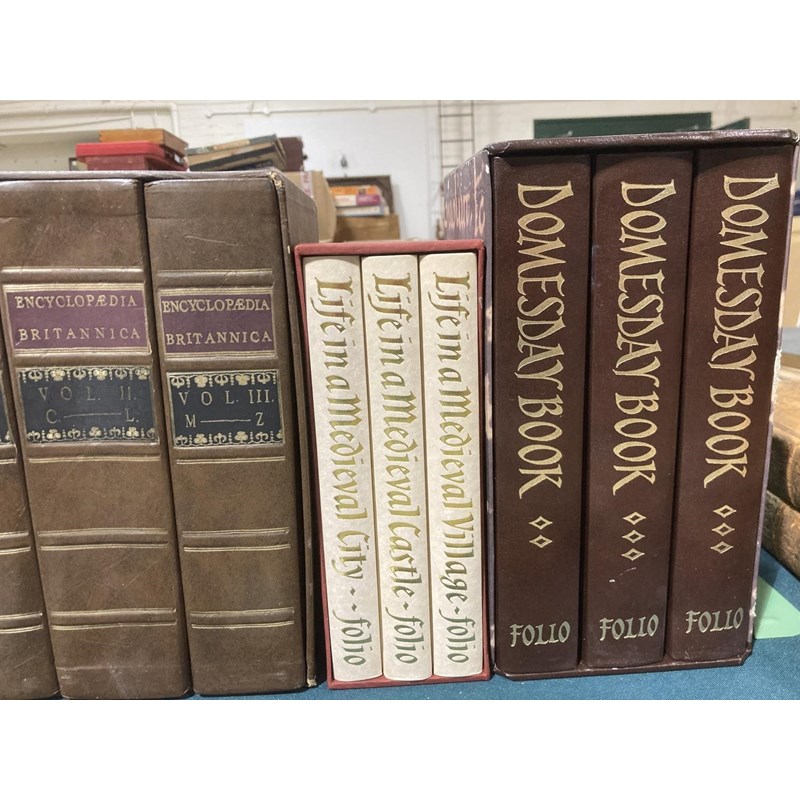 ENCYCLOPÆDIA
BRITANNICA
VOL. II.
C——L.
ENCYCLOPÆDIA
BRITANNICA
VOL. III.
M——Z
Life in a Medieval City · folio
Life in a Medieval Castle · folio
Life in a Medieval Village · folio
DOMESDAY BOOK
FOLIO
DOMESDAY BOOK
FOLIO
DOMESDAY BOOK
FOLIO